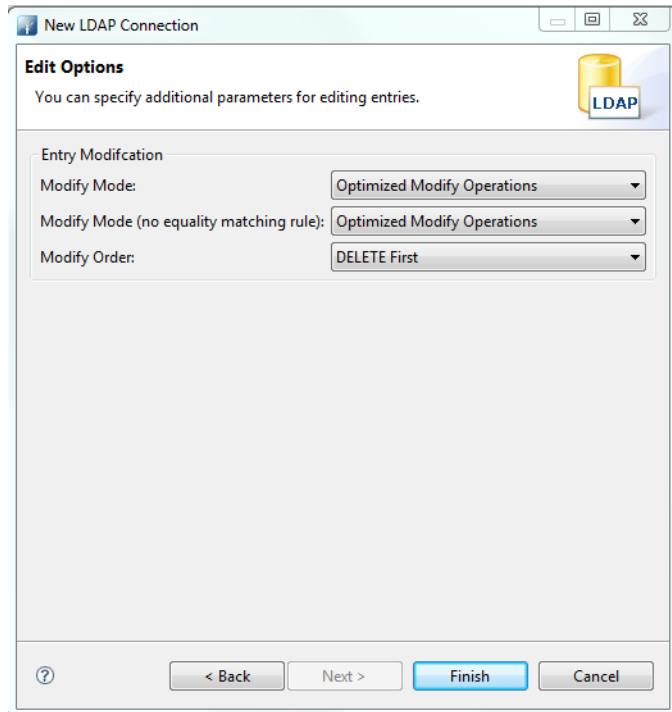 New LDAP Connection
Edit Options
You can specify additional parameters for editing entries.
LDAP
Entry Modifcation
Modify Mode: Optimized Modify Operations
Modify Mode (no equality matching rule): Optimized Modify Operations
Modify Order: DELETE First
? < Back Next > Finish Cancel